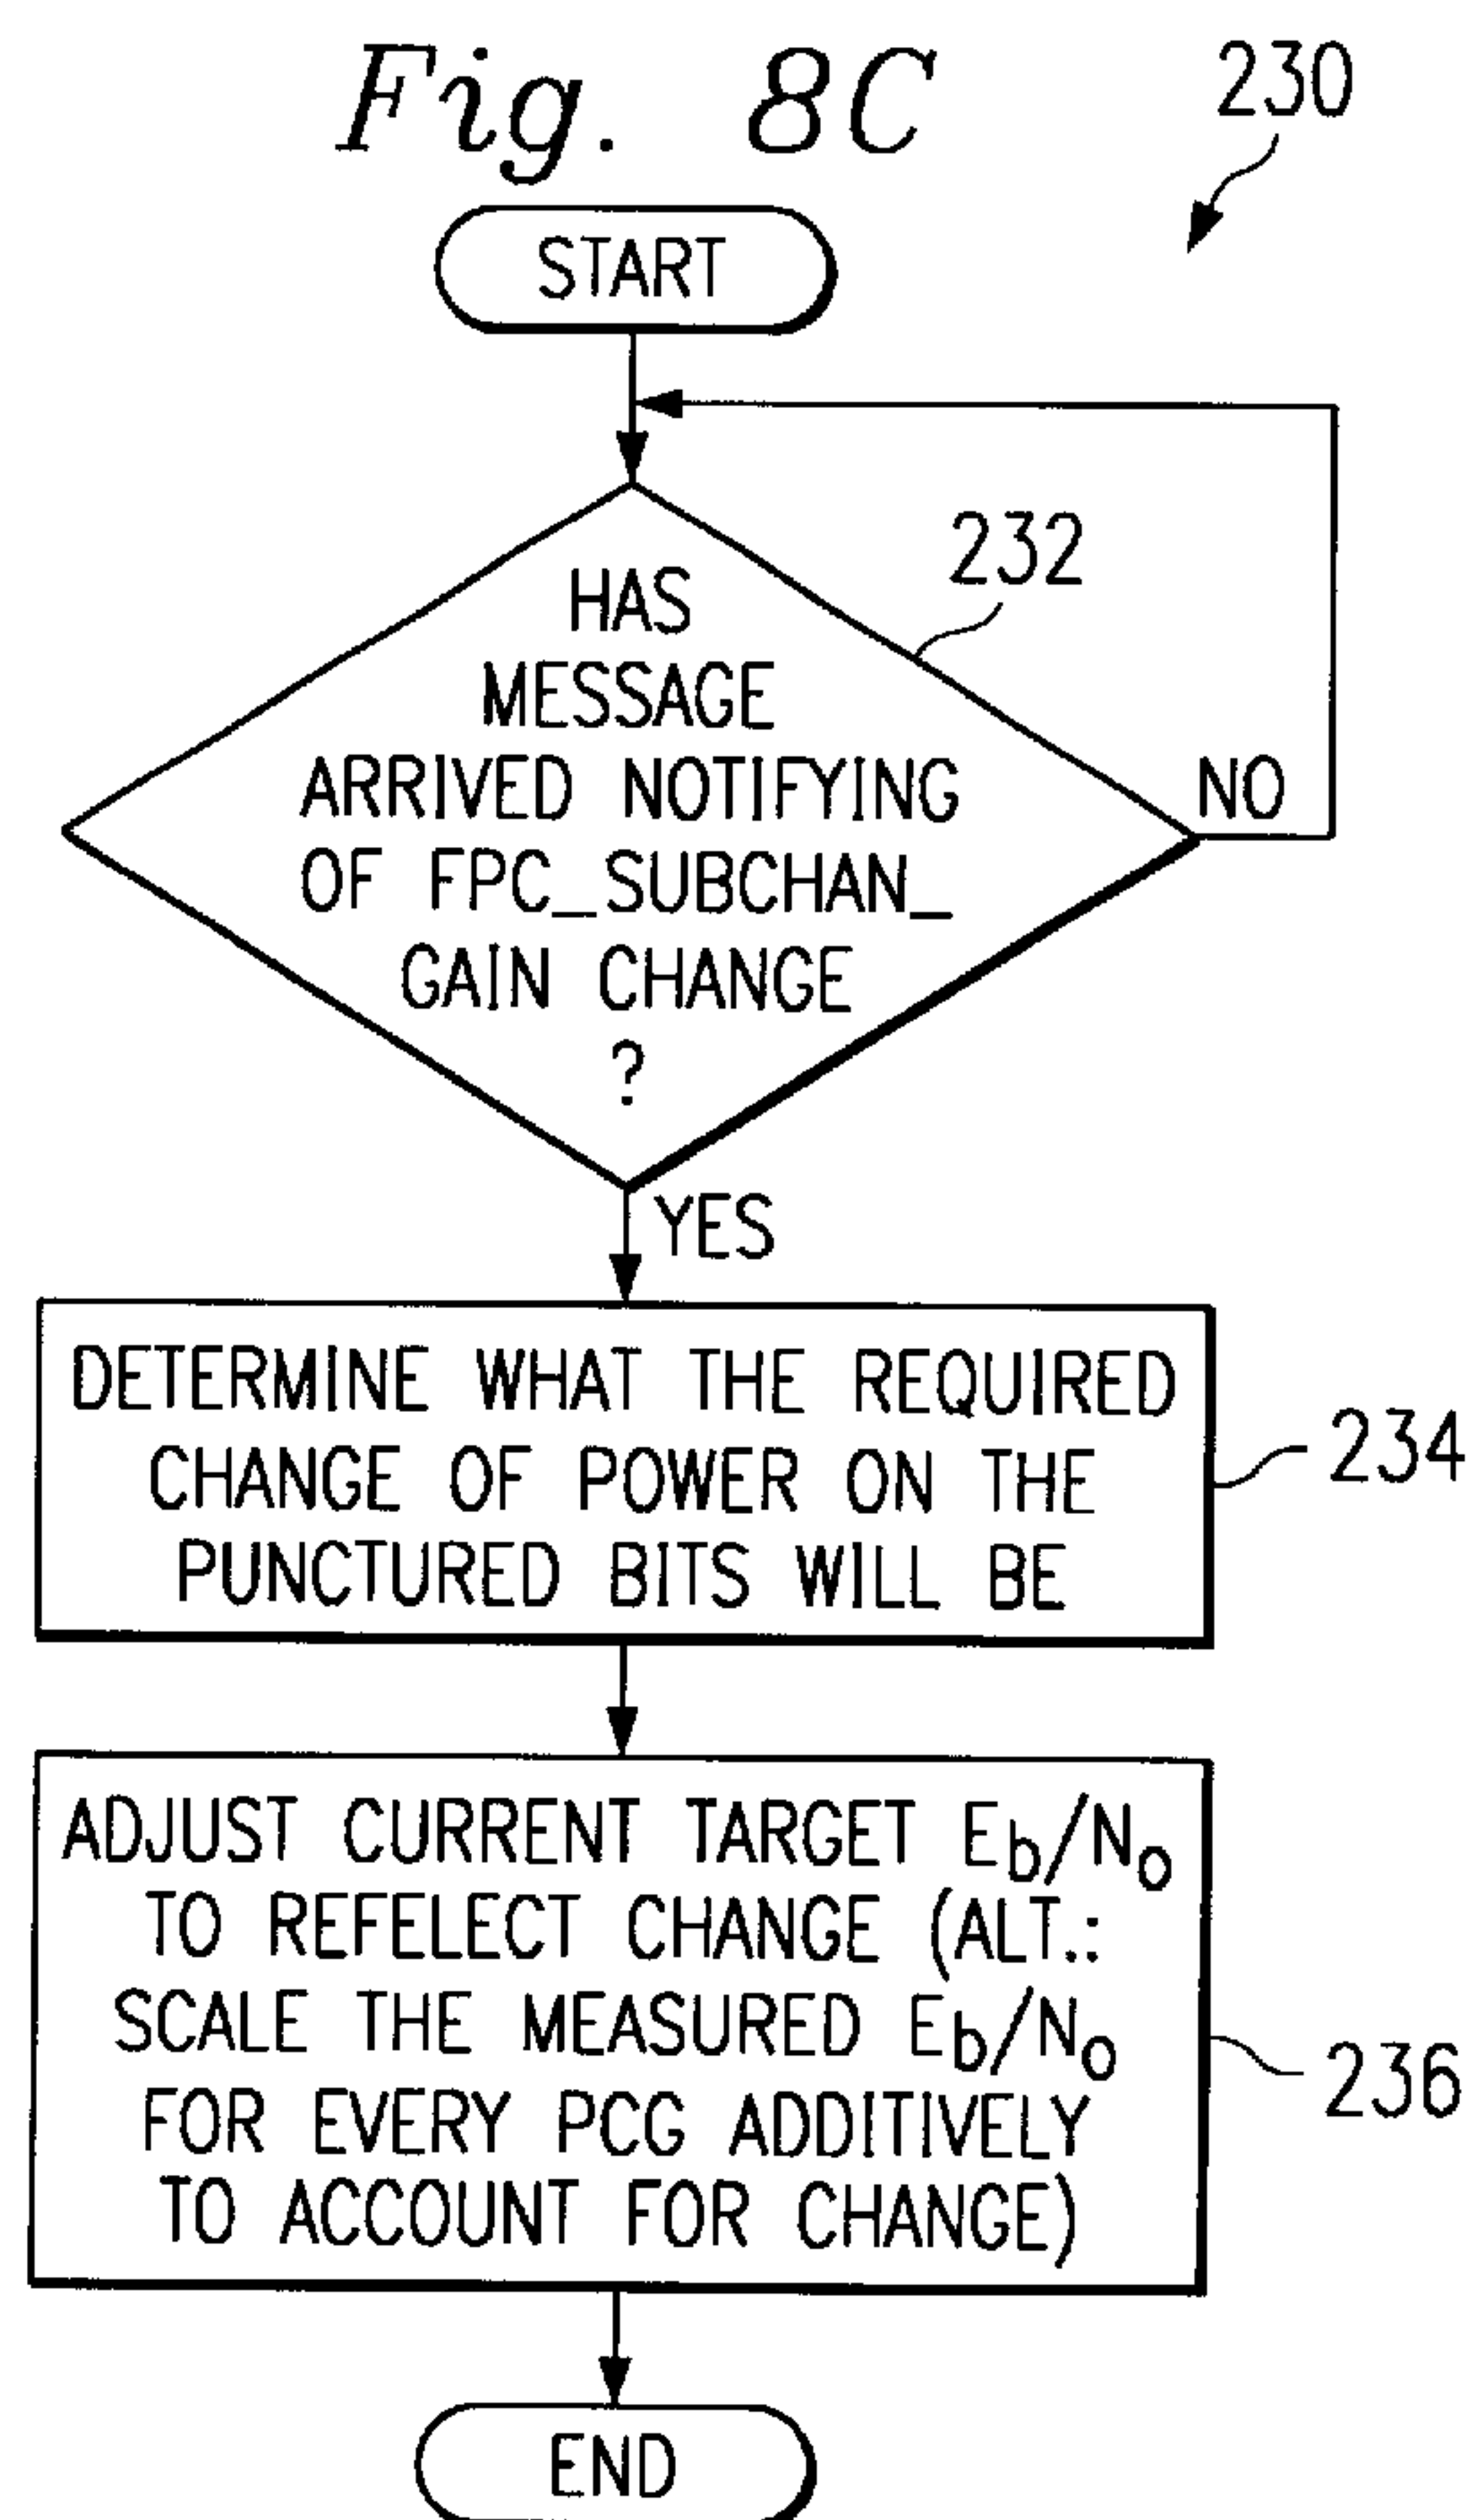 Fig. 8C
230
START
232
HAS
MESSAGE
ARRIVED NOTIFYING
OF FPC_SUBCHAN_
GAIN CHANGE
?
NO
YES
DETERMINE WHAT THE REQUIRED
CHANGE OF POWER ON THE
PUNCTURED BITS WILL BE
234
ADJUST CURRENT TARGET Eb/No
TO REFELECT CHANGE (ALT.:
SCALE THE MEASURED Eb/No
FOR EVERY PCG ADDITIVELY
TO ACCOUNT FOR CHANGE)
236
END